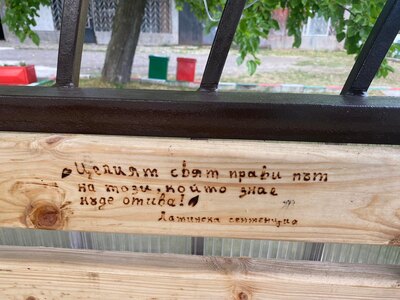 Целият свят прави път
на този, който знае
къде отива!
Латинска сентенция